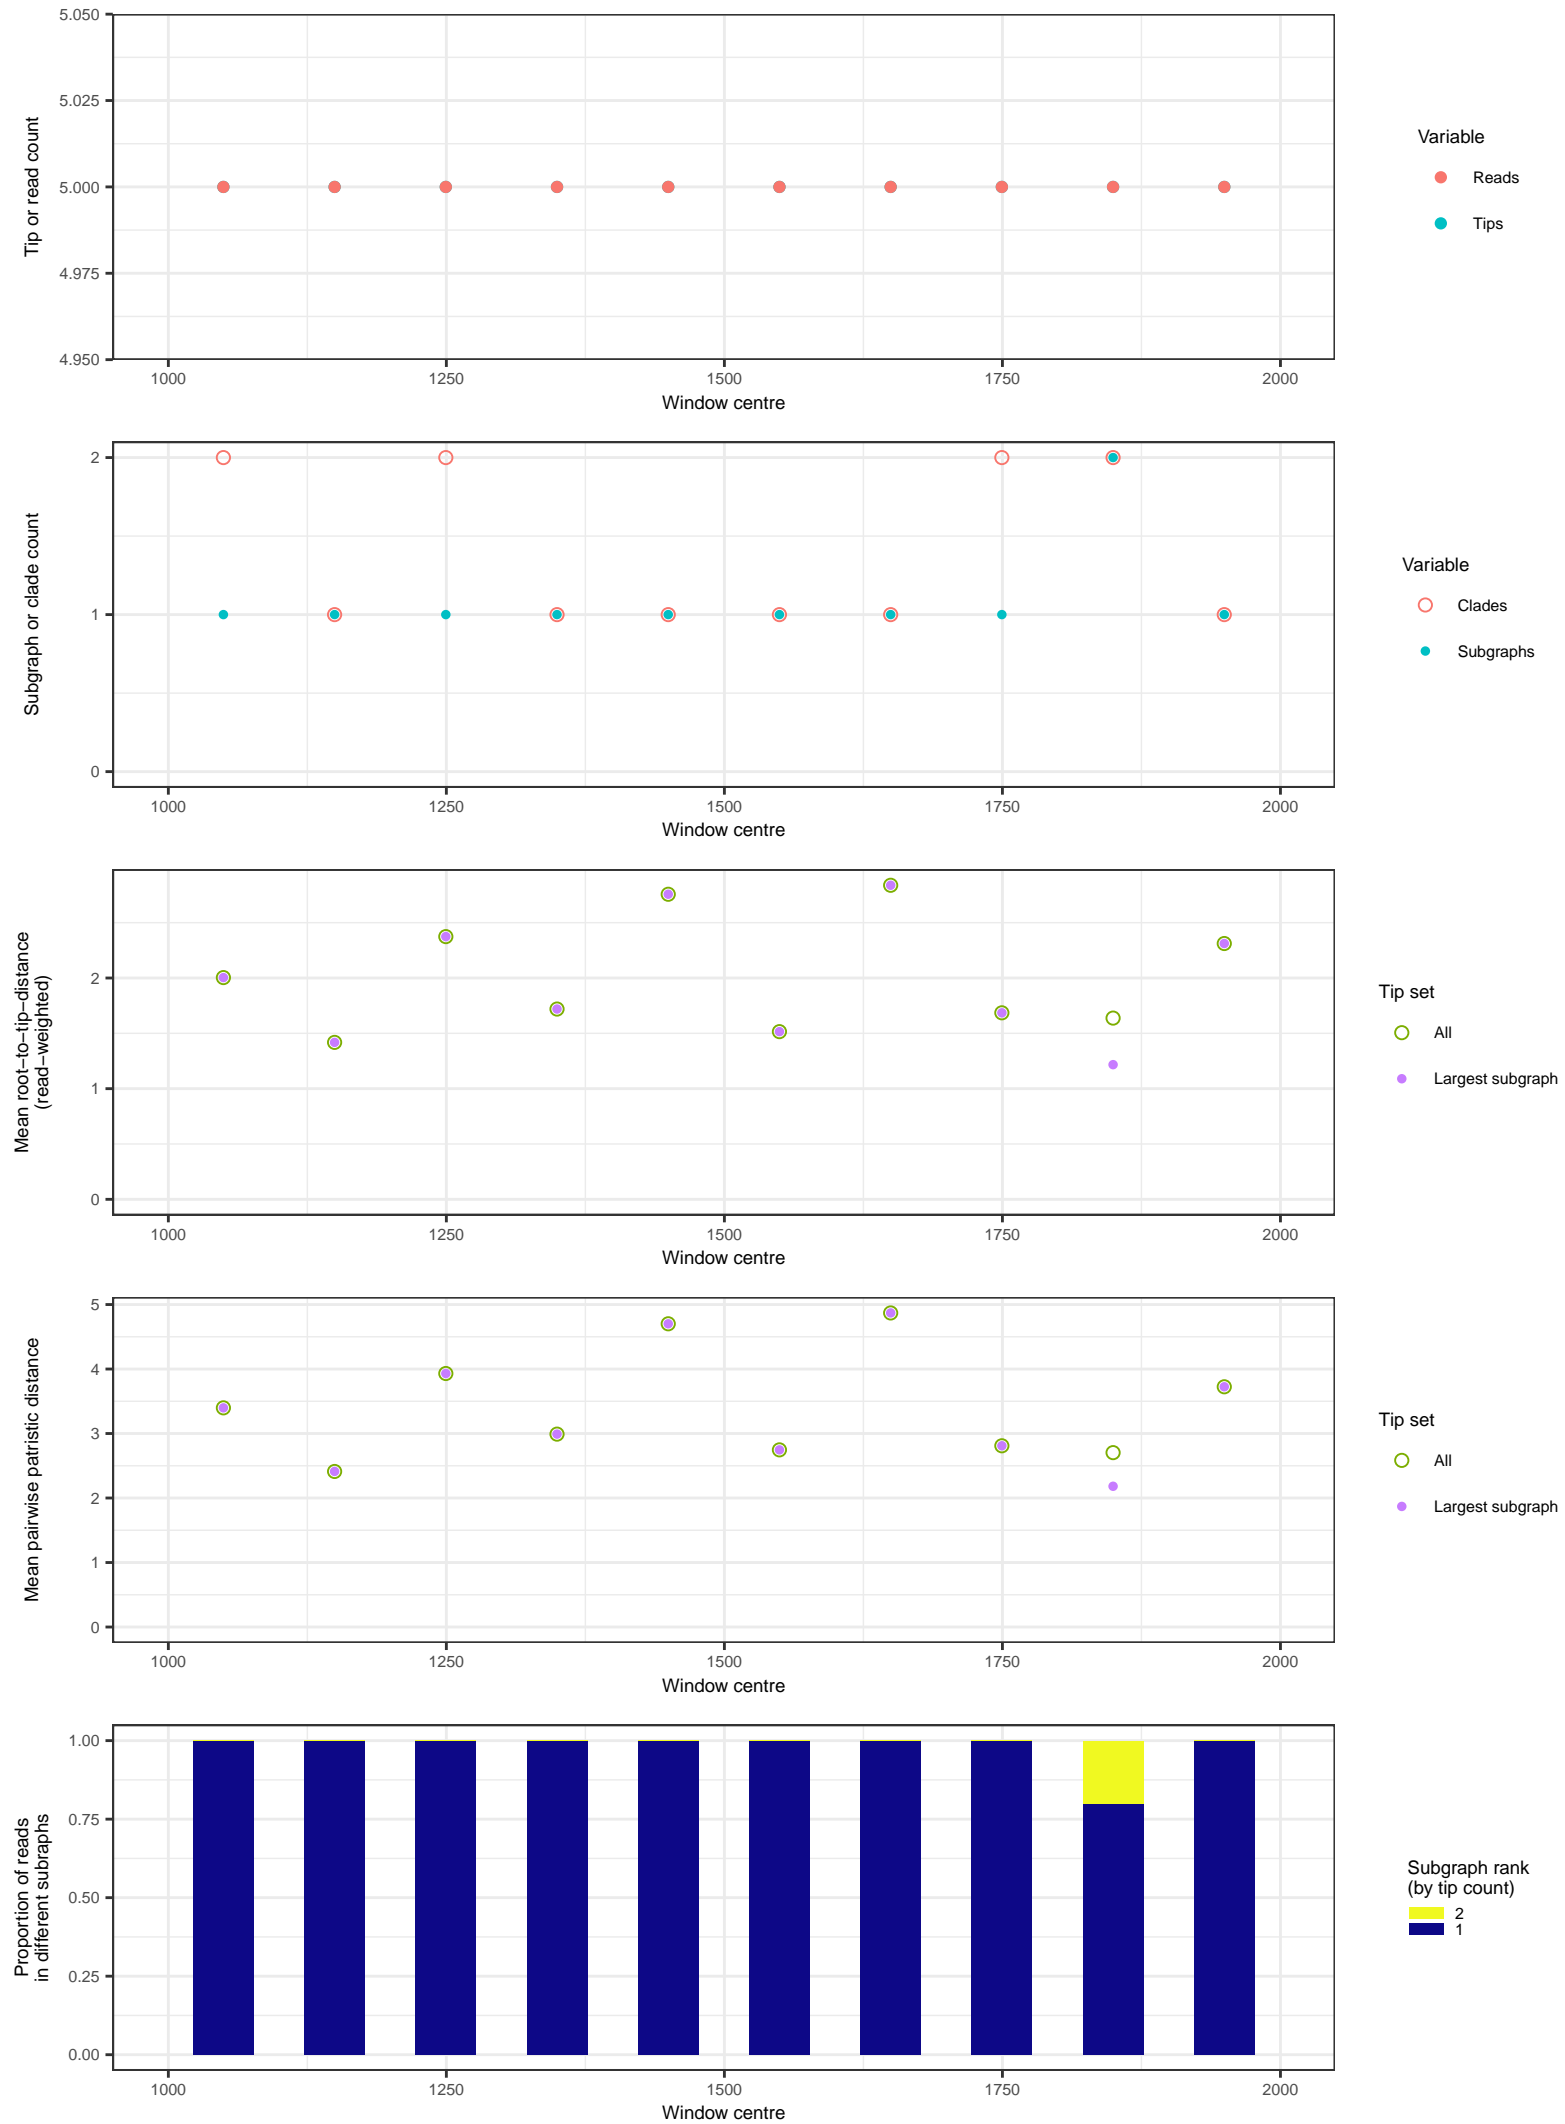 5.050
5.025
5.000
4.975
4.950
Tip or read count
1000 1250 1500 1750 2000
Window centre
Variable
Reads
Tips
2
1
0
Subgraph or clade count
1000 1250 1500 1750 2000
Window centre
Variable
Clades
Subgraphs
2
1
0
Mean root−to−tip−distance
(read−weighted)
1000 1250 1500 1750 2000
Window centre
Tip set
All
Largest subgraph
5
4
3
2
1
0
Mean pairwise patristic distance
1000 1250 1500 1750 2000
Window centre
Tip set
All
Largest subgraph
1.00
0.75
0.50
0.25
0.00
Proportion of reads
in different subraphs
1000 1250 1500 1750 2000
Window centre
Subgraph rank
(by tip count)
2
1